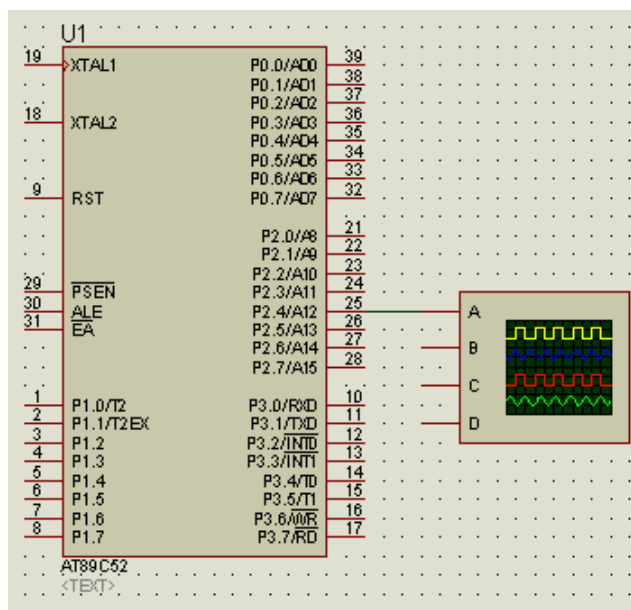 U1
19 XTAL1
18 XTAL2
9 RST
29 PSEN
30 ALE
31 EA
1 P1.0/T2
2 P1.1/T2EX
3 P1.2
4 P1.3
5 P1.4
6 P1.5
7 P1.6
8 P1.7
P0.0/AD0 39
P0.1/AD1 38
P0.2/AD2 37
P0.3/AD3 36
P0.4/AD4 35
P0.5/AD5 34
P0.6/AD6 33
P0.7/AD7 32
P2.0/A8 21
P2.1/A9 22
P2.2/A10 23
P2.3/A11 24
P2.4/A12 25
P2.5/A13 26
P2.6/A14 27
P2.7/A15 28
P3.0/RXD 10
P3.1/TXD 11
P3.2/INT0 12
P3.3/INT1 13
P3.4/T0 14
P3.5/T1 15
P3.6/WR 16
P3.7/RD 17
AT89C52
<TEXT>
A
B
C
D